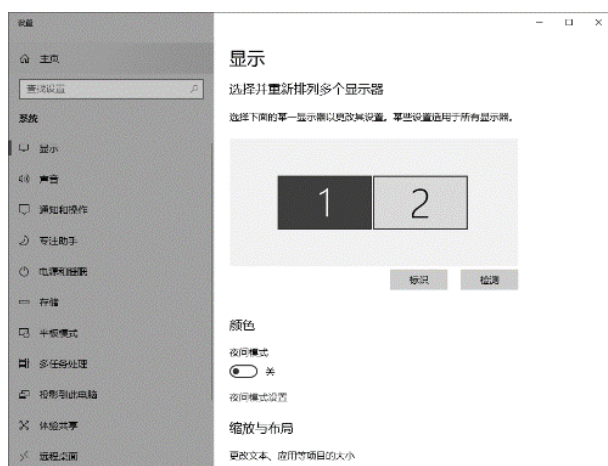 设置
主页
查找设置
系统
显示
声音
通知和操作
专注助手
电源和睡眠
存储
平板模式
多任务处理
投影到此电脑
体验共享
远程桌面
显示
选择并重新排列多个显示器
选择下面的某一显示器以更改其设置。某些设置适用于所有显示器。
1 2
标识 检测
颜色
夜间模式
关
夜间模式设置
缩放与布局
更改文本、应用等项目的大小